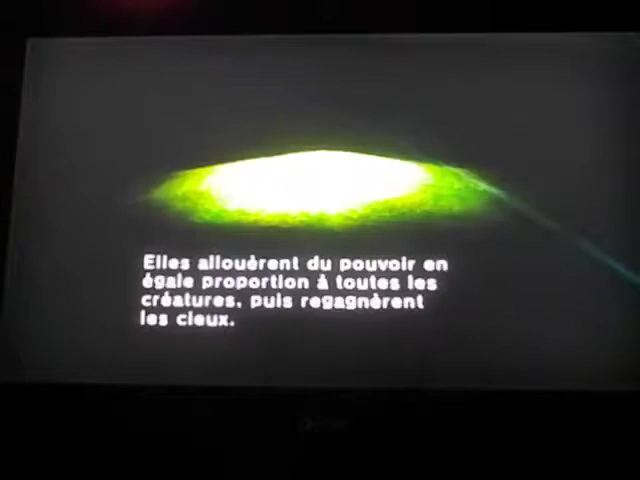 Elles allouèrent du pouvoir en
égale proportion à toutes les
créatures, puis regagnèrent
les cieux.